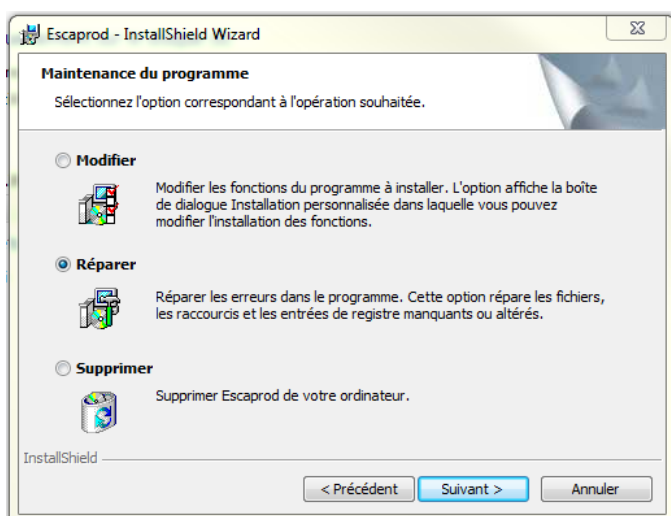 Escaprod - InstallShield Wizard
Maintenance du programme
Sélectionnez l'option correspondant à l'opération souhaitée.
Modifier
Modifier les fonctions du programme à installer. L'option affiche la boîte
de dialogue Installation personnalisée dans laquelle vous pouvez
modifier l'installation des fonctions.
Réparer
Réparer les erreurs dans le programme. Cette option répare les fichiers,
les raccourcis et les entrées de registre manquants ou altérés.
Supprimer
Supprimer Escaprod de votre ordinateur.
InstallShield
< Précédent Suivant > Annuler